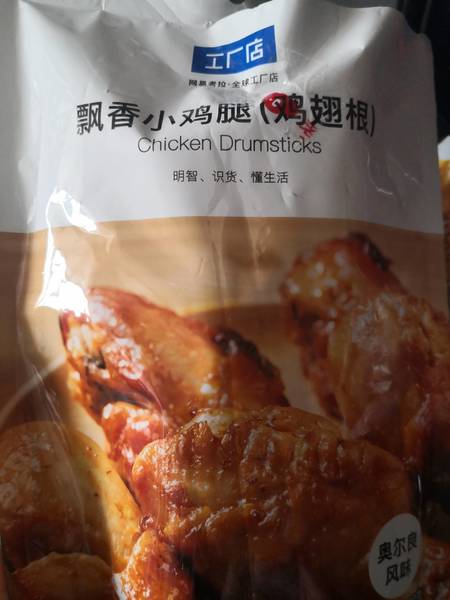 工厂店
网易考拉·全球工厂店
飘香小鸡腿(鸡翅根)
Chicken Drumsticks
明智、识货、懂生活
奥尔良
风味